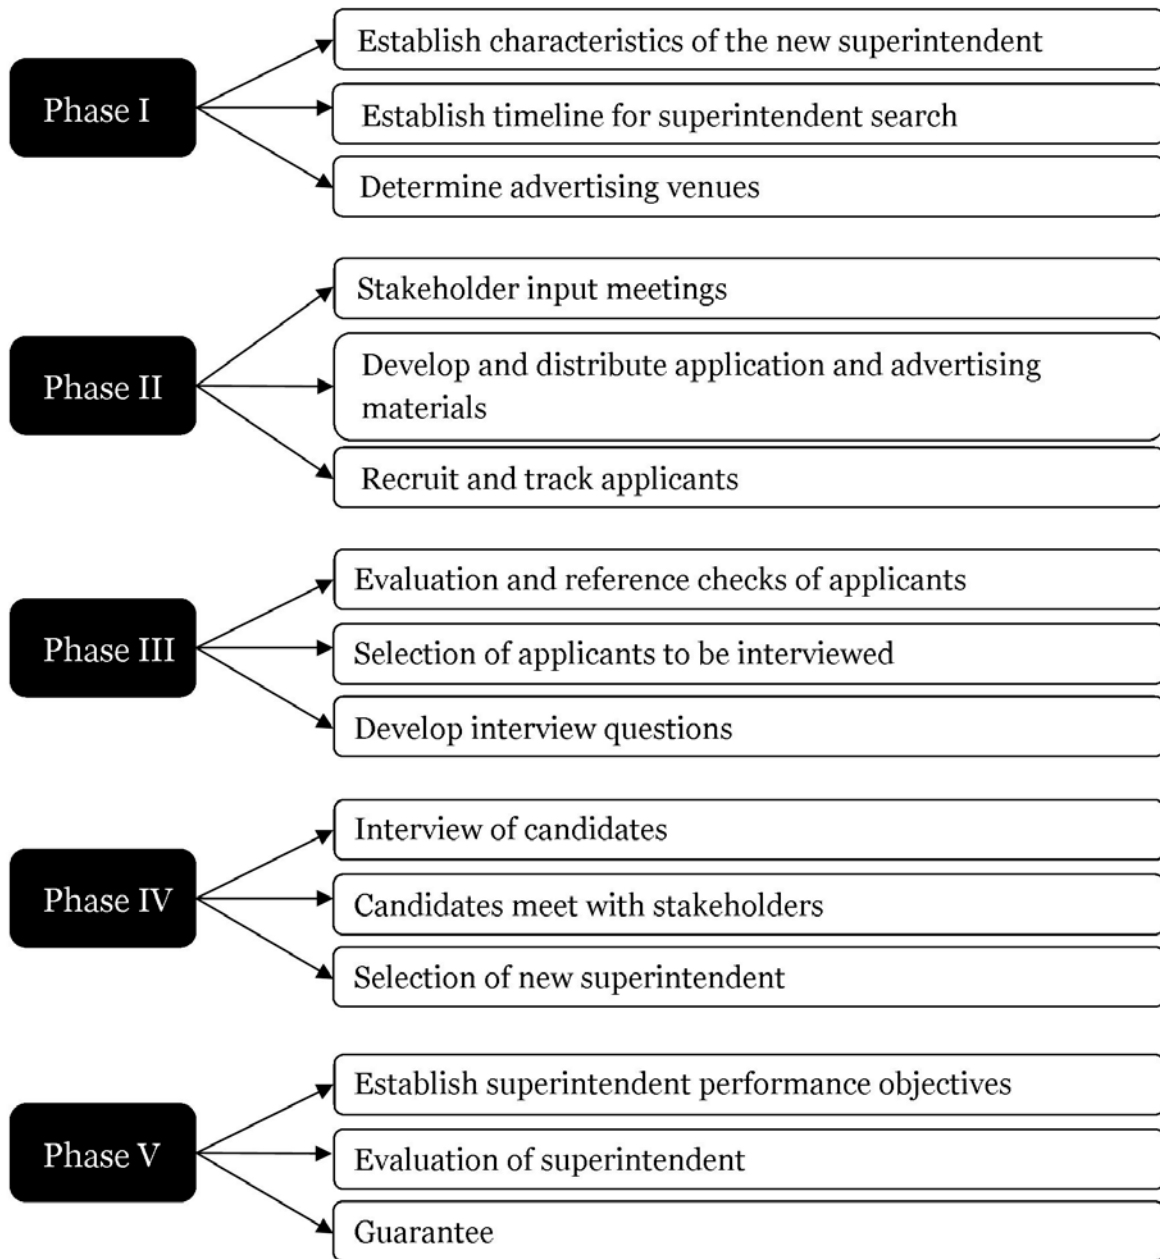 Phase I
Establish characteristics of the new superintendent
Establish timeline for superintendent search
Determine advertising venues
Phase II
Stakeholder input meetings
Develop and distribute application and advertising
materials
Recruit and track applicants
Phase III
Evaluation and reference checks of applicants
Selection of applicants to be interviewed
Develop interview questions
Phase IV
Interview of candidates
Candidates meet with stakeholders
Selection of new superintendent
Phase V
Establish superintendent performance objectives
Evaluation of superintendent
Guarantee